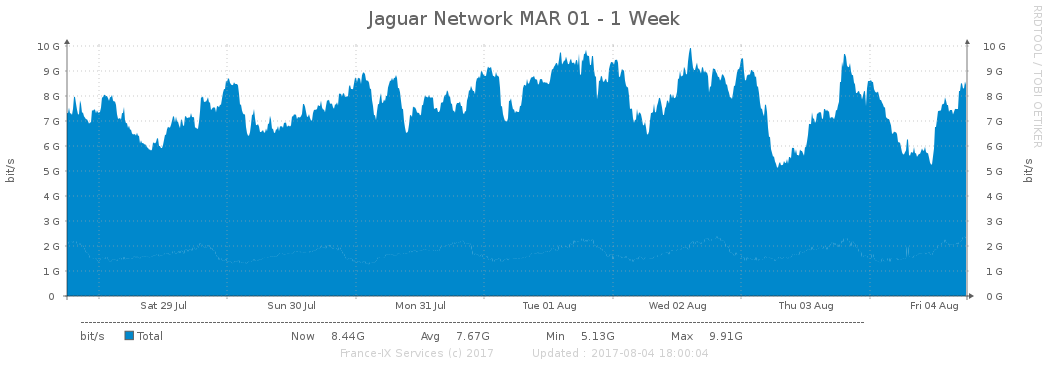 Jaguar Network MAR 01 - 1 Week
RRDTOOL / TOBI OETIKER
bit/s
10 G
9 G
8 G
7 G
6 G
5 G
4 G
3 G
2 G
1 G
0
10 G
9 G
8 G
7 G
6 G
5 G
4 G
3 G
2 G
1 G
0 G
bit/s
Sat 29 Jul Sun 30 Jul Mon 31 Jul Tue 01 Aug Wed 02 Aug Thu 03 Aug Fri 04 Aug
bit/s Total Now 8.44G Avg 7.67G Min 5.13G Max 9.91G
France-IX Services (c) 2017 Updated : 2017-08-04 18:00:04